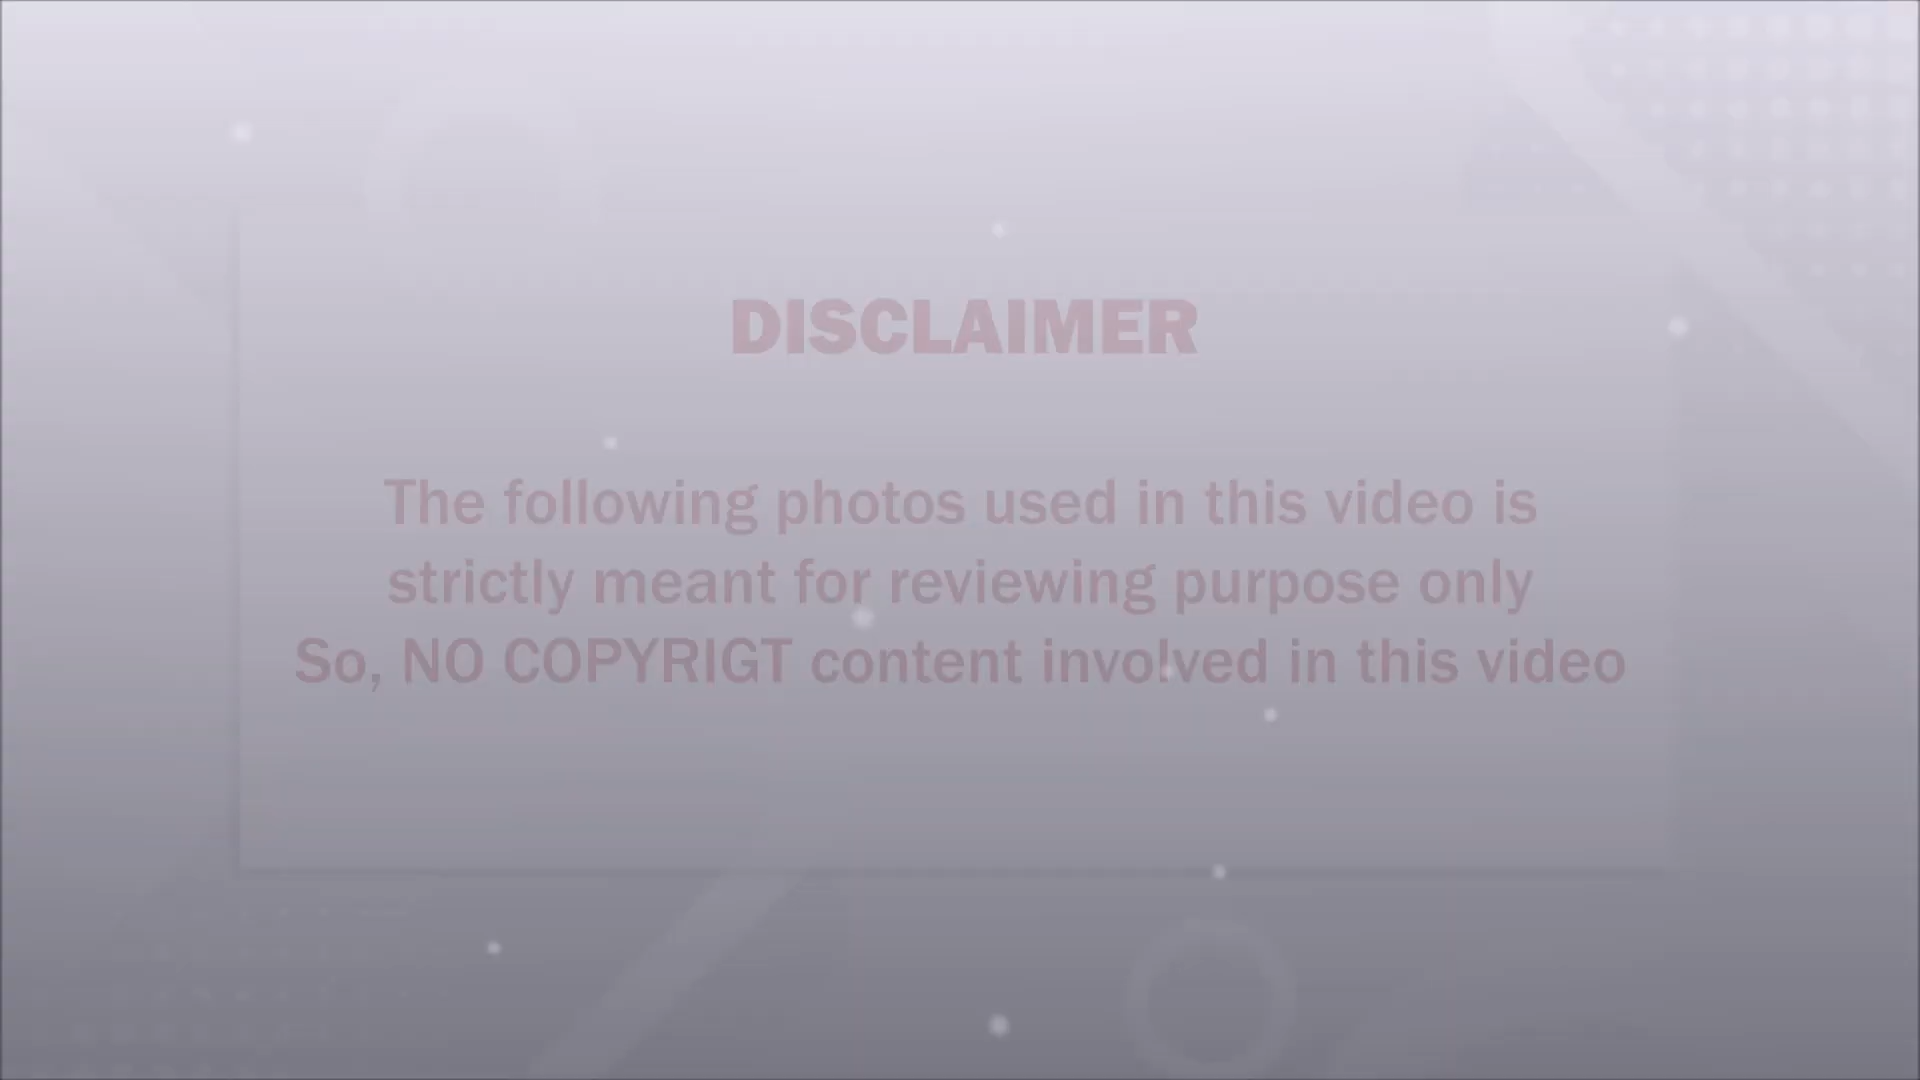 DISCLAIMER
The following photos used in this video is
strictly meant for reviewing purpose only
So, NO COPYRIGT content involved in this video